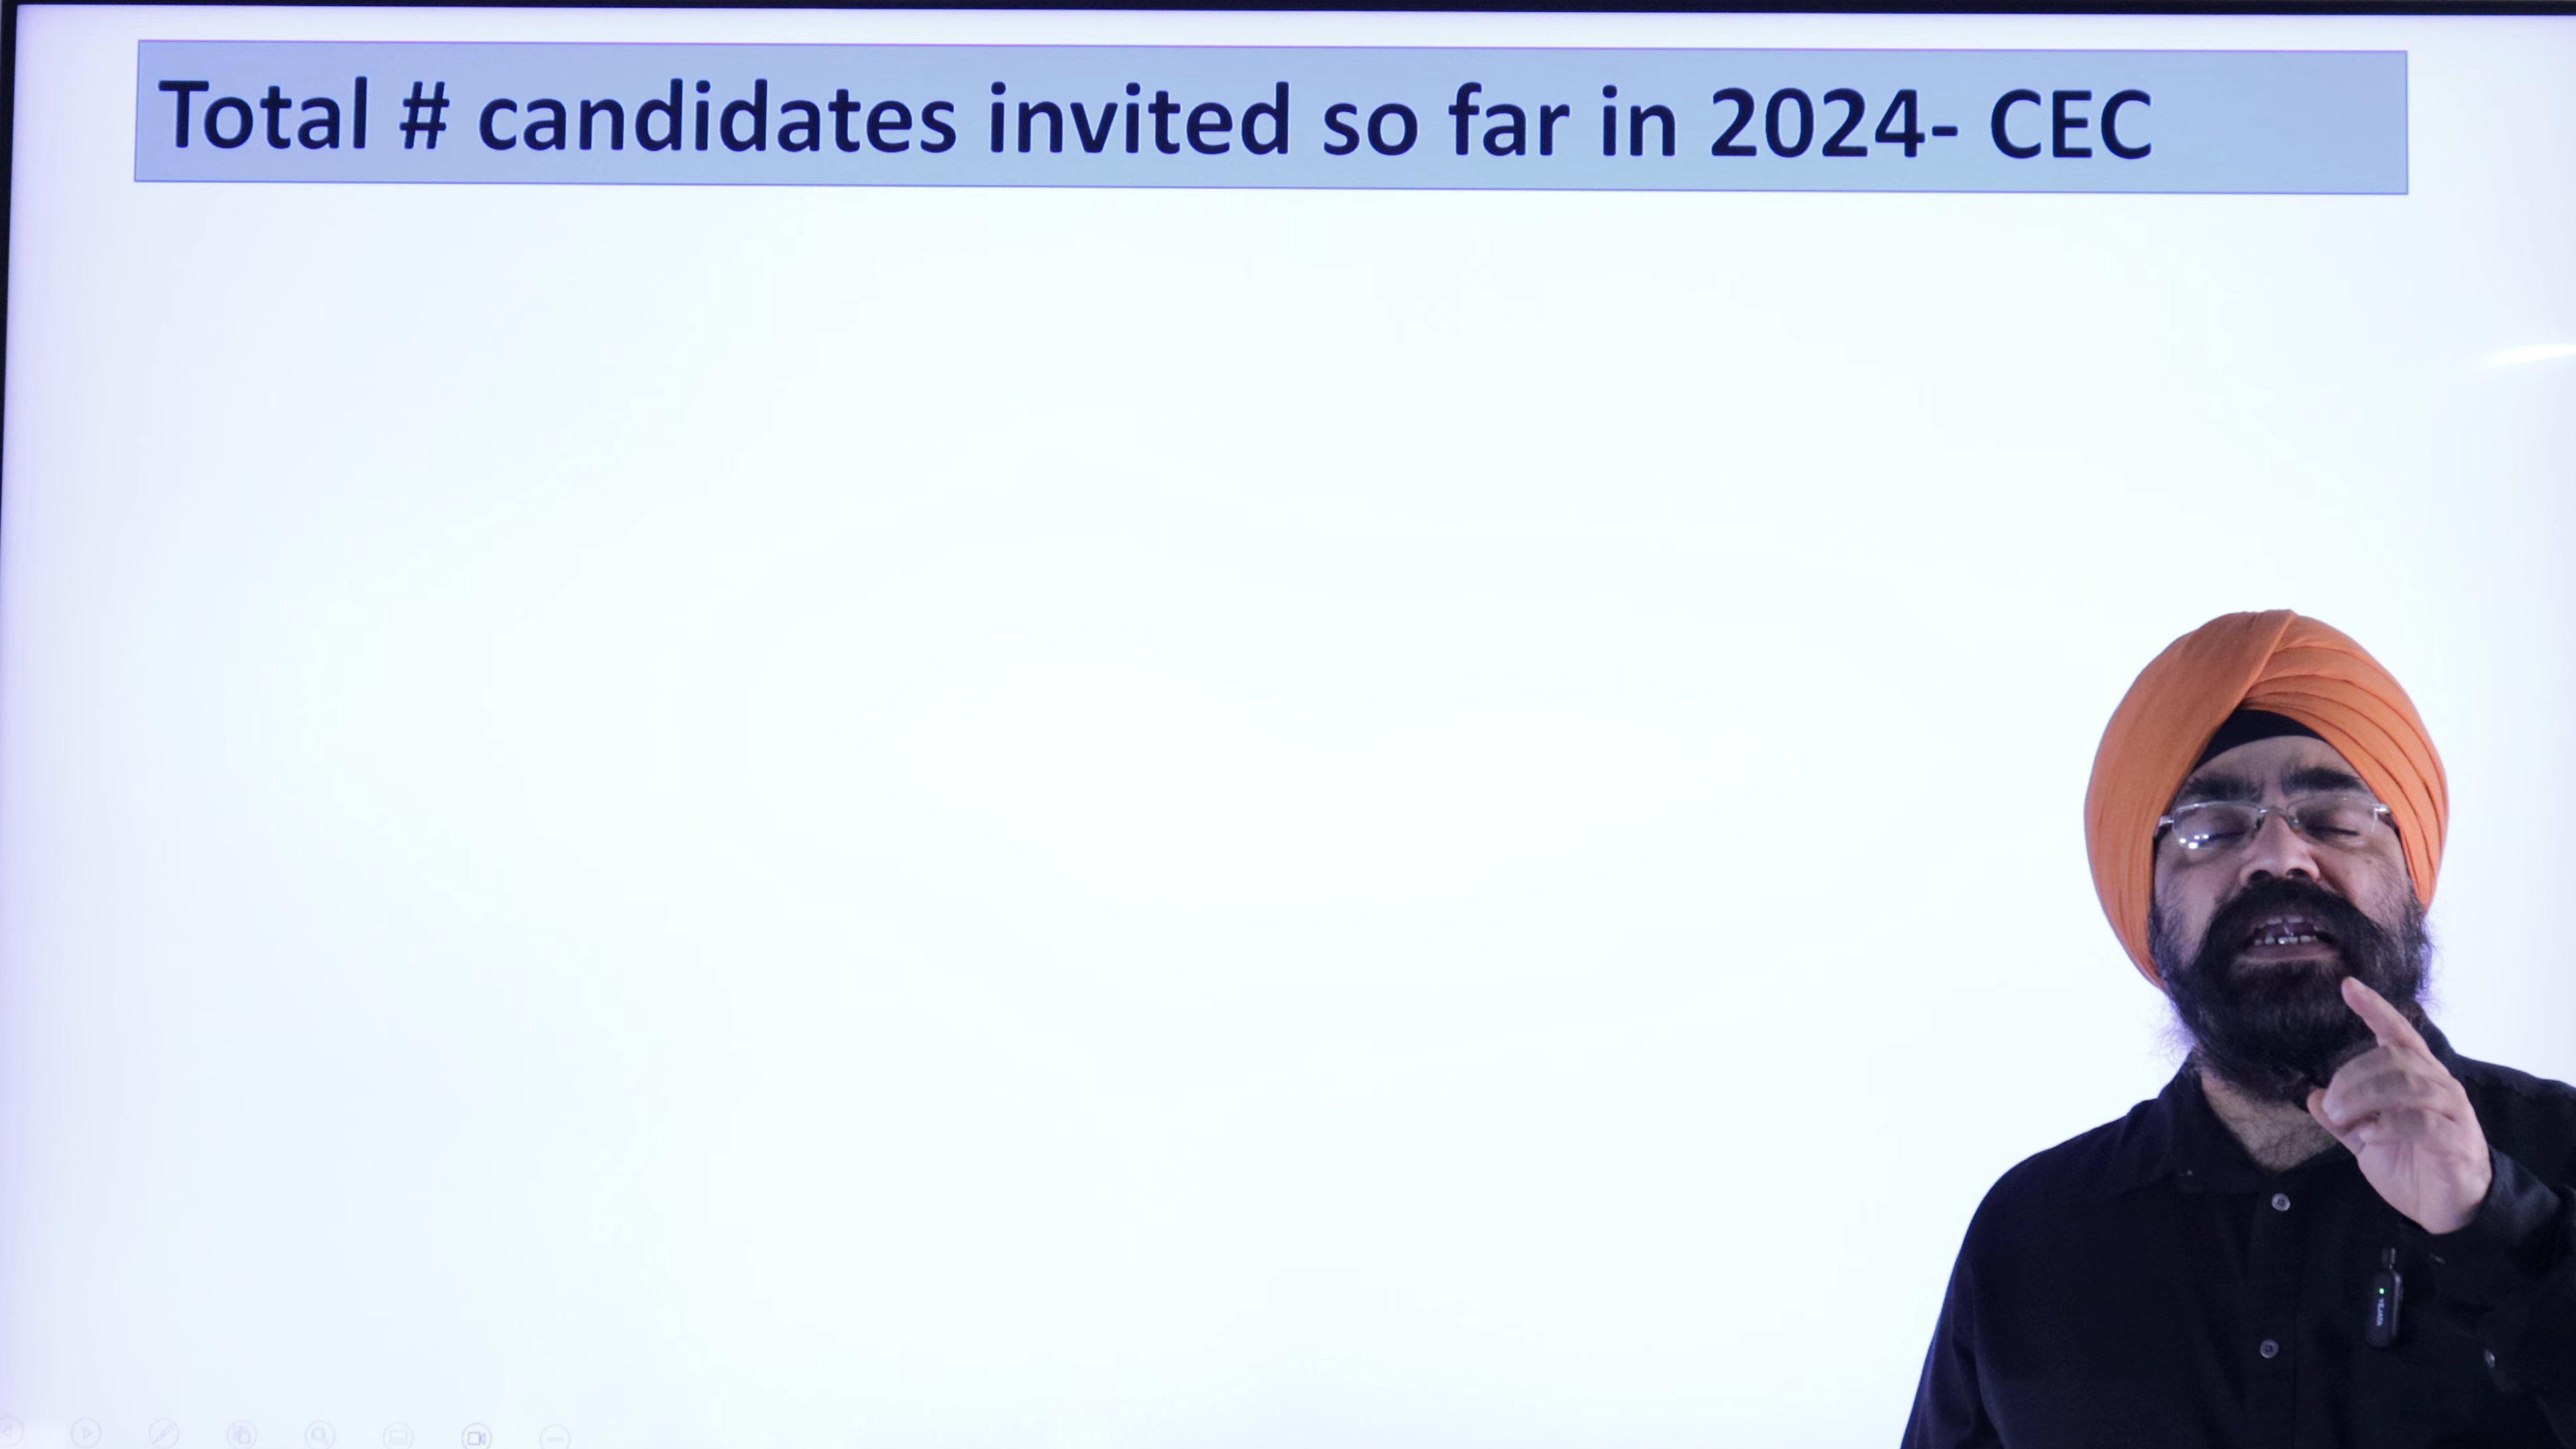 Total # candidates invited so far in 2024- CEC